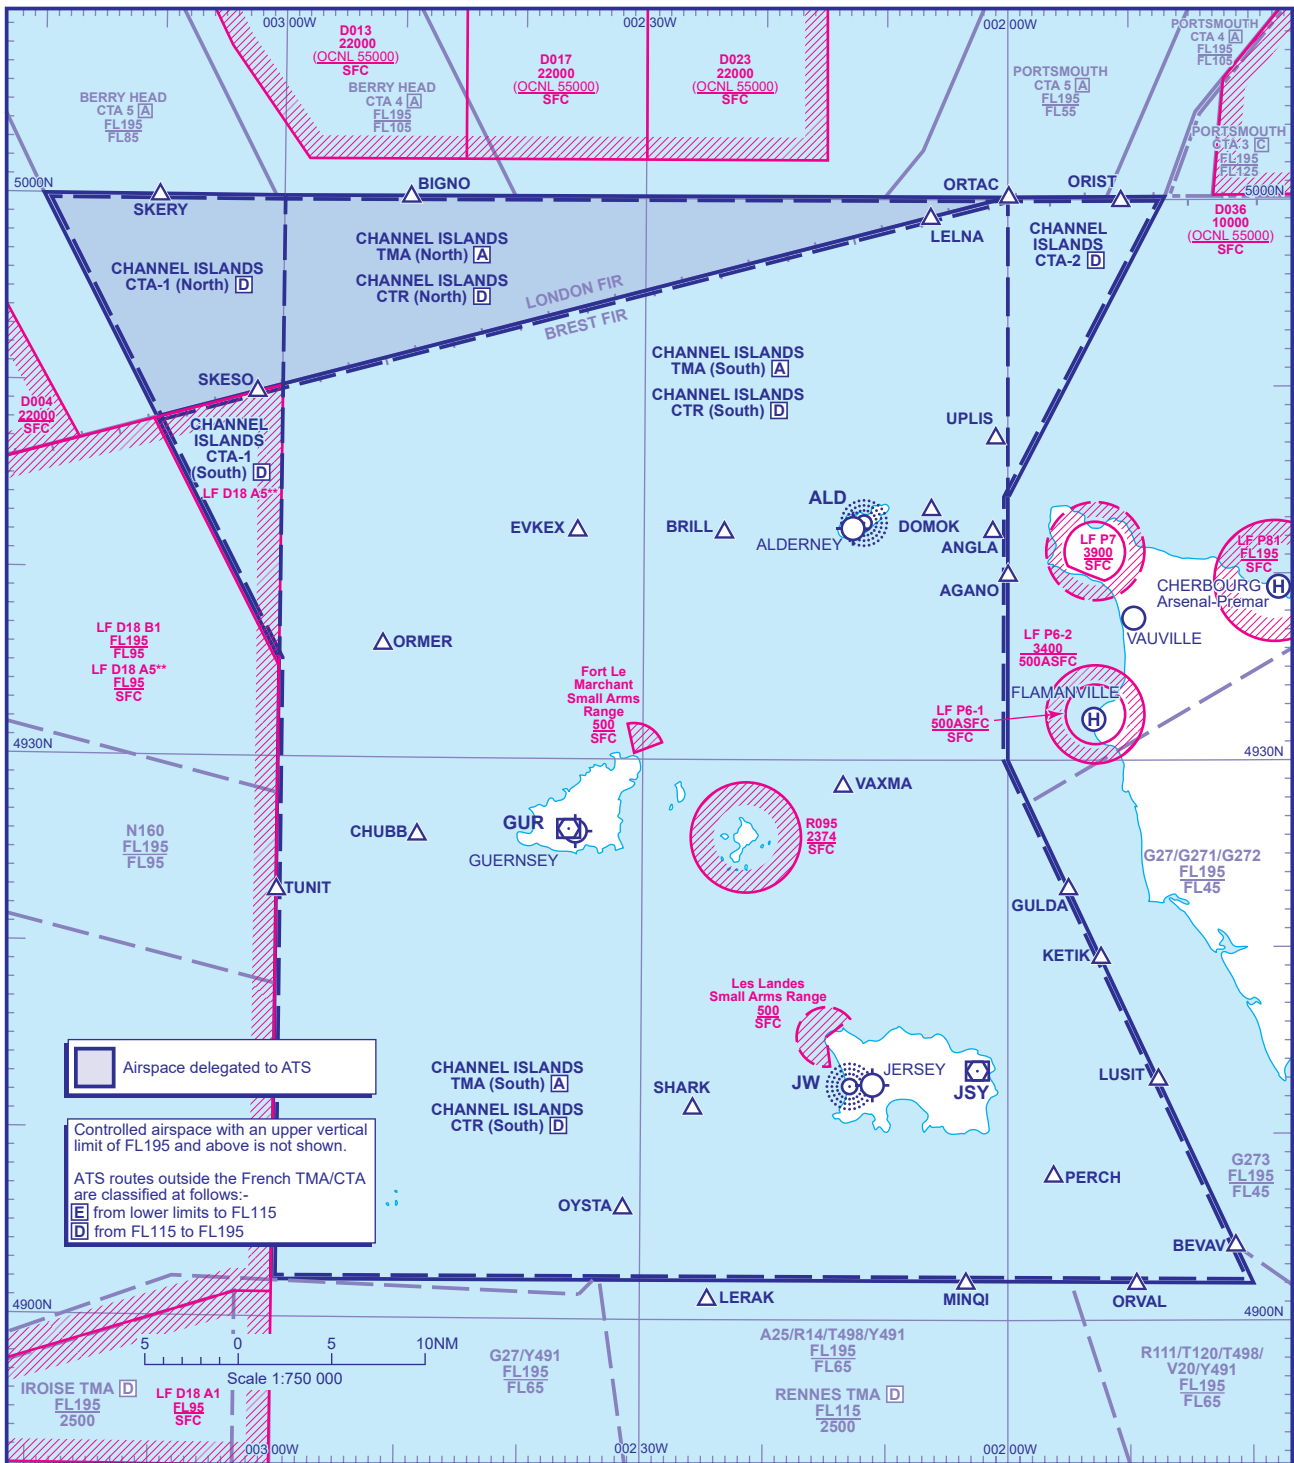 003 00W
002 30W
002 00W
D013
22000
(OCNL 55000)
SFC
D017
22000
(OCNL 55000)
SFC
D023
22000
(OCNL 55000)
SFC
BERRY HEAD
CTA 5 A
FL195
FL85
BERRY HEAD
CTA 4 A
FL195
FL105
PORTSMOUTH
CTA 5 A
FL195
FL55
PORTSMOUTH
CTA 4 A
FL195
FL105
PORTSMOUTH
CTA 3 C
FL195
FL125
5000N
5000N
SKERY
BIGNO
ORTAC
ORIST
LELNA
D036
10000
(OCNL 55000)
SFC
CHANNEL ISLANDS
CTA-1 (North) D
CHANNEL ISLANDS
TMA (North) A
CHANNEL ISLANDS
CTR (North) D
LONDON FIR
BREST FIR
CHANNEL
ISLANDS
CTA-2 D
CHANNEL ISLANDS
TMA (South) A
CHANNEL ISLANDS
CTR (South) D
SKESO
D004
22000
SFC
CHANNEL
ISLANDS
CTA-1
(South) D
LF D18 A5**
UPLIS
ALD
ALDERNEY
EVKEX
BRILL
DOMOK
ANGLA
AGANO
LF P7
3900
SFC
LF P81
FL195
SFC
CHERBOURG
Arsenal-Premar
H
VAUVILLE
LF D18 B1
FL195
FL95
LF D18 A5**
FL95
SFC
ORMER
Fort Le
Marchant
Small Arms
Range
500
SFC
LF P6-2
3400
500ASFC
FLAMANVILLE
H
LF P6-1
500ASFC
SFC
4930N
4930N
N160
FL195
FL95
CHUBB
GUR
GUERNSEY
VAXMA
R095
2374
SFC
TUNIT
GULDA
G27/G271/G272
FL195
FL45
KETIK
Les Landes
Small Arms Range
500
SFC
Airspace delegated to ATS
CHANNEL ISLANDS
TMA (South) A
CHANNEL ISLANDS
CTR (South) D
SHARK
JW
JERSEY
JSY
LUSIT
Controlled airspace with an upper vertical
limit of FL195 and above is not shown.
ATS routes outside the French TMA/CTA
are classified at follows:-
E from lower limits to FL115
D from FL115 to FL195
OYSTA
PERCH
G273
FL195
FL45
BEVAV
LERAK
MINQI
ORVAL
4900N
4900N
5 0 5 10NM
Scale 1:750 000
G27/Y491
FL195
FL65
A25/R14/T498/Y491
FL195
FL65
RENNES TMA D
FL115
2500
R111/T120/T498/
V20/Y491
FL195
FL65
IROISE TMA D
FL195
2500
LF D18 A1
FL95
SFC
003 00W
002 30W
002 00W